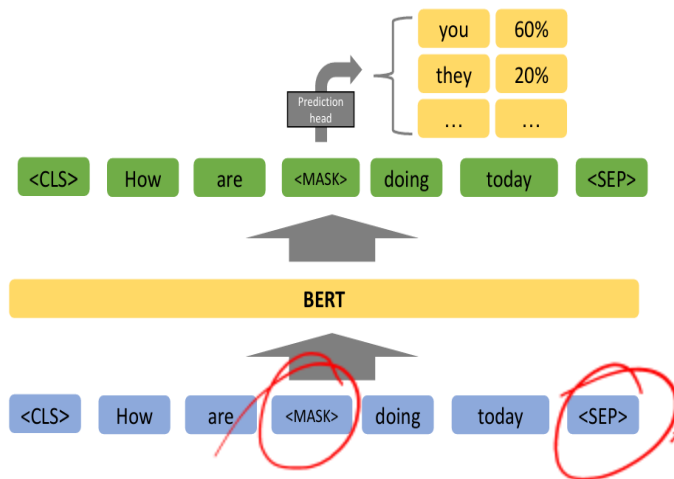 you 60%
they 20%
... ...
Prediction
head
<CLS> How are <MASK> doing today <SEP>
BERT
<CLS> How are <MASK> doing today <SEP>